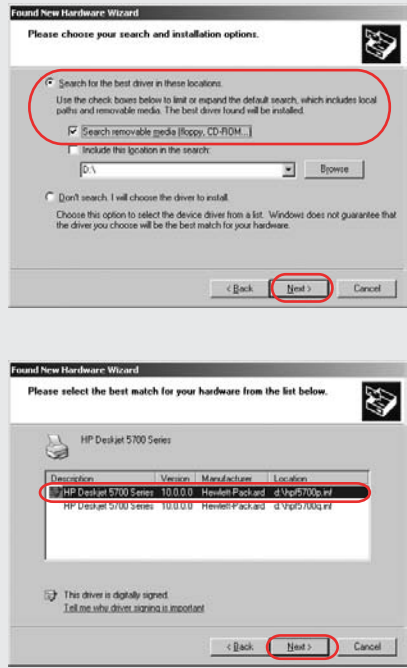 Found New Hardware Wizard
Please choose your search and installation options.
Search for the best driver in these locations.
Use the check boxes below to limit or expand the default search, which includes local
paths and removable media. The best driver found will be installed.
Search removable media (floppy, CD-ROM...)
Include this location in the search:
D:\
Browse
Don't search. I will choose the driver to install.
Choose this option to select the device driver from a list. Windows does not guarantee that
the driver you choose will be the best match for your hardware.
< Back Next > Cancel
Found New Hardware Wizard
Please select the best match for your hardware from the list below.
HP Deskjet 5700 Series
Description Version Manufacturer Location
HP Deskjet 5700 Series 10.0.0.0 Hewlett-Packard d:\hpf5700p.inf
HP Deskjet 5700 Series 10.0.0.0 Hewlett-Packard d:\hpf5700q.inf
This driver is digitally signed.
Tell me why driver signing is important
< Back Next > Cancel